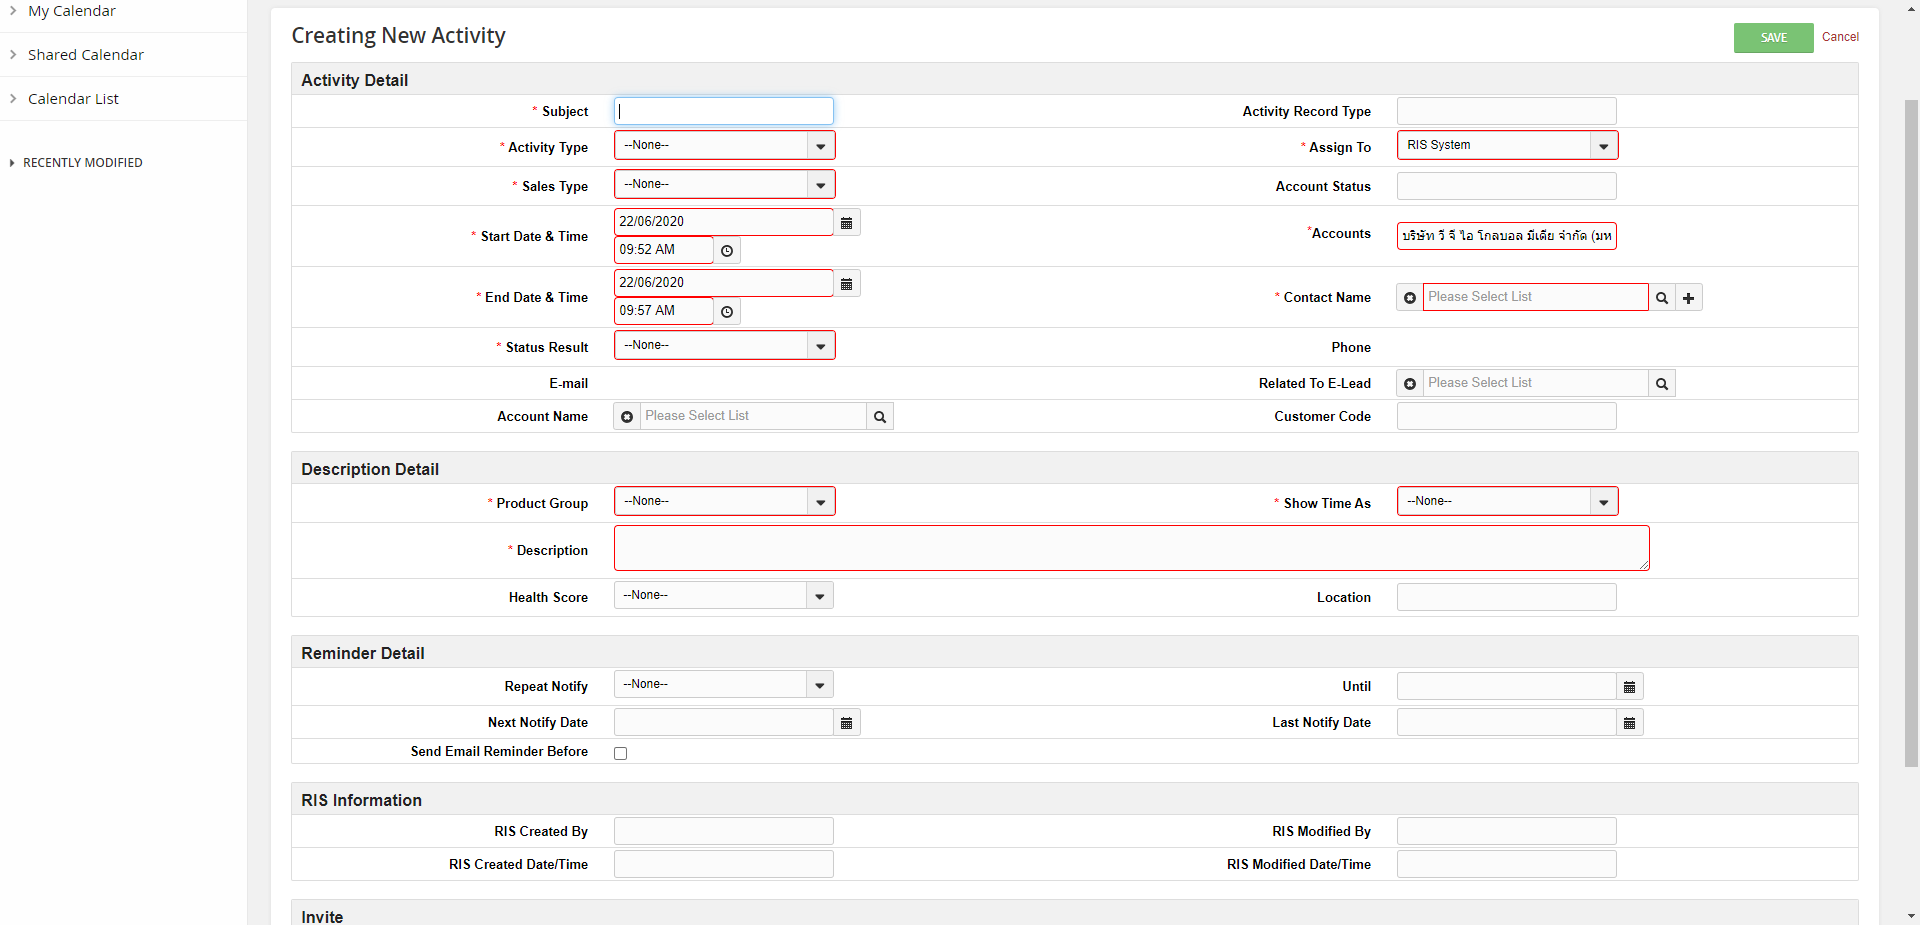 My Calendar
Shared Calendar
Calendar List
RECENTLY MODIFIED
Creating New Activity
SAVE Cancel
Activity Detail
* Subject
Activity Record Type
* Activity Type --None--
* Assign To RIS System
* Sales Type --None--
Account Status
* Start Date & Time 22/06/2020
09:52 AM
*Accounts บริษัท วี จี ไอ โกลบอล มีเดีย จำกัด (มห
* End Date & Time 22/06/2020
09:57 AM
* Contact Name Please Select List
* Status Result --None--
Phone
E-mail
Related To E-Lead Please Select List
Account Name Please Select List
Customer Code
Description Detail
* Product Group --None--
* Show Time As --None--
* Description
Health Score --None--
Location
Reminder Detail
Repeat Notify --None--
Until
Next Notify Date
Last Notify Date
Send Email Reminder Before
RIS Information
RIS Created By
RIS Modified By
RIS Created Date/Time
RIS Modified Date/Time
Invite